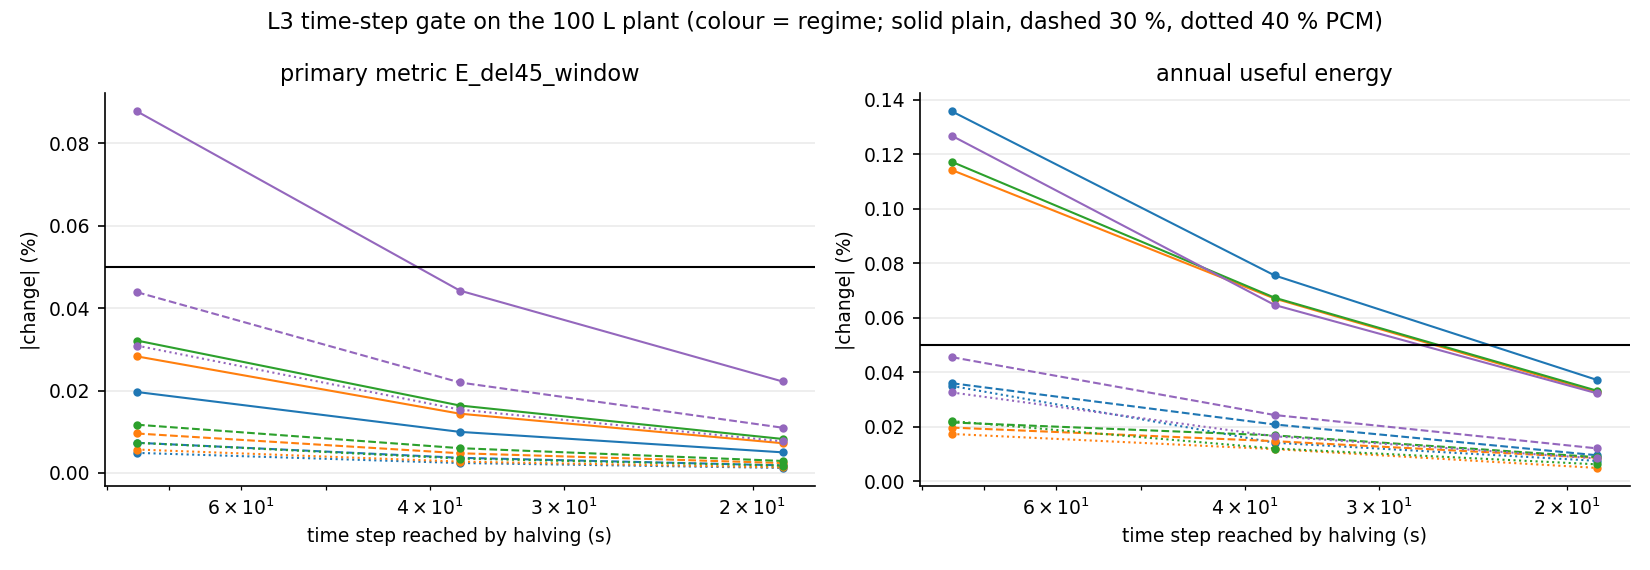 L3 time-step gate on the 100 L plant (colour = regime; solid plain, dashed 30 %, dotted 40 % PCM)
primary metric E_del45_window
|change| (%)
0.08
0.06
0.04
0.02
0.00
6 × 10¹
4 × 10¹
3 × 10¹
2 × 10¹
time step reached by halving (s)
annual useful energy
|change| (%)
0.14
0.12
0.10
0.08
0.06
0.04
0.02
0.00
6 × 10¹
4 × 10¹
3 × 10¹
2 × 10¹
time step reached by halving (s)